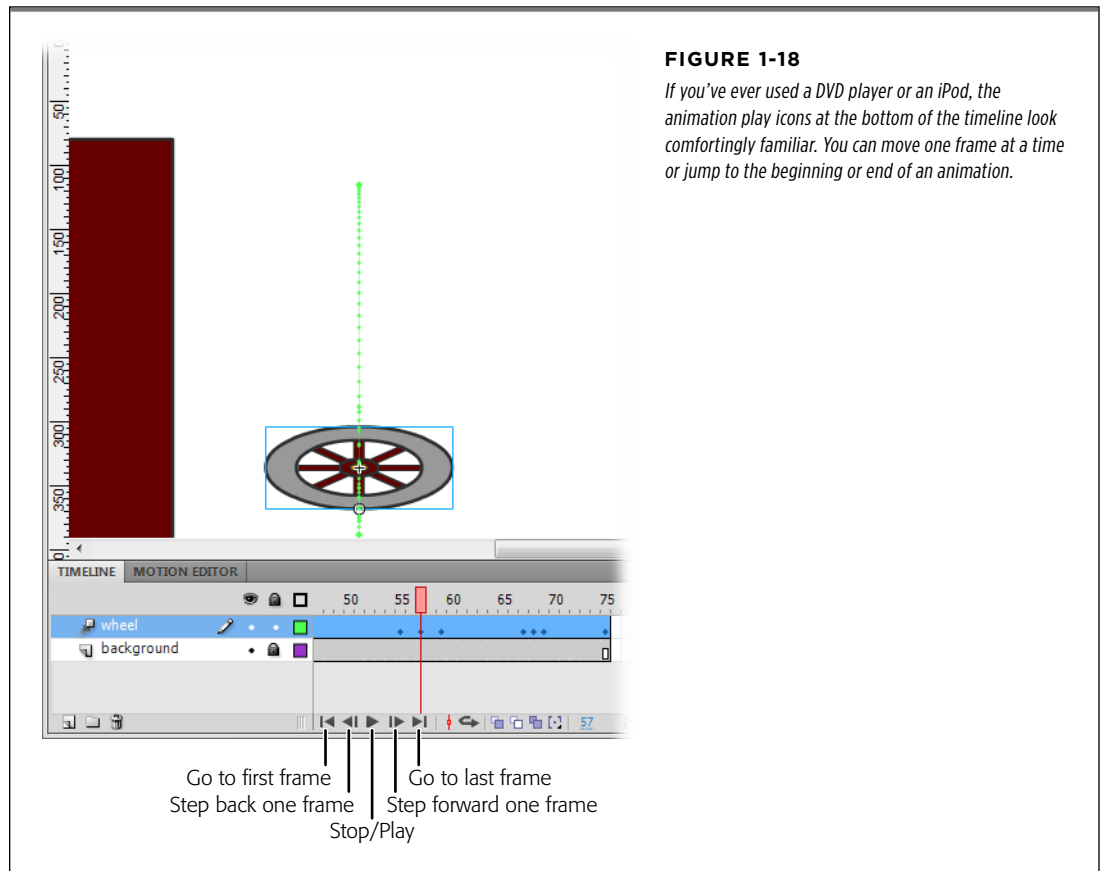 FIGURE 1-18
If you've ever used a DVD player or an iPod, the
animation play icons at the bottom of the timeline look
comfortingly familiar. You can move one frame at a time
or jump to the beginning or end of an animation.
50
100
150
200
250
300
350
TIMELINE MOTION EDITOR
50 55 60 65 70 75
wheel
background
57
Go to first frame Go to last frame
Step back one frame Step forward one frame
Stop/Play